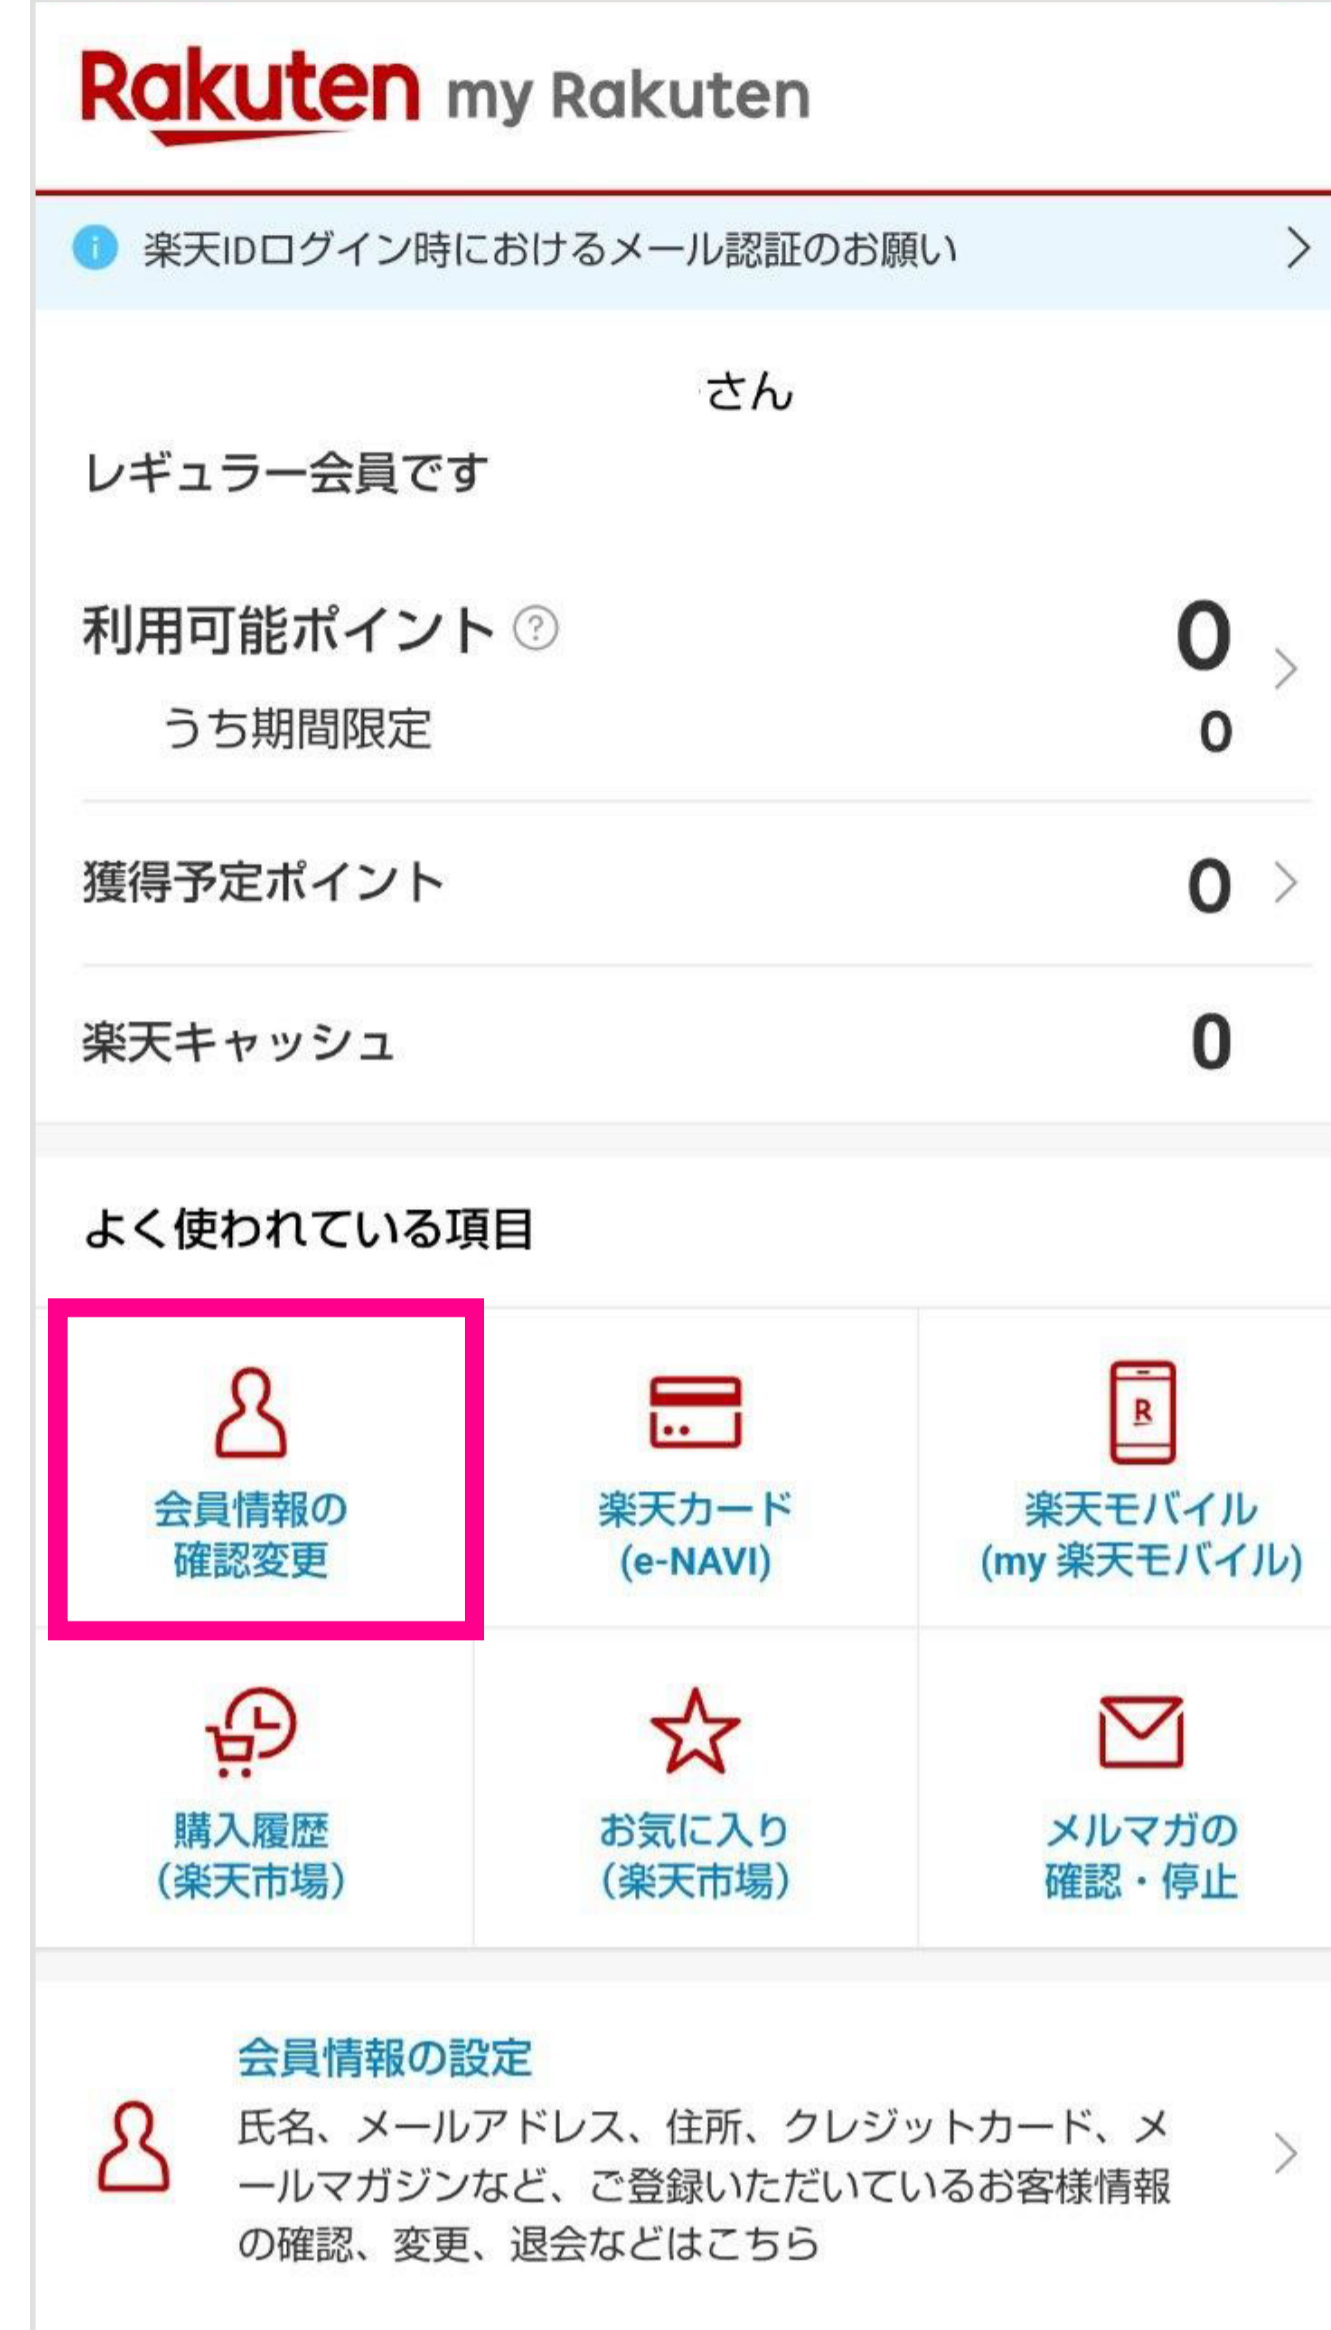 Rakuten my Rakuten
楽天IDログイン時におけるメール認証のお願い
さん
レギュラー会員です
利用可能ポイント ? 0
うち期間限定 0
獲得予定ポイント 0
楽天キャッシュ 0
よく使われている項目
会員情報の
確認変更
楽天カード
(e-NAVI)
R
楽天モバイル
(my 楽天モバイル)
購入履歴
(楽天市場)
お気に入り
(楽天市場)
メルマガの
確認・停止
会員情報の設定
氏名、メールアドレス、住所、クレジットカード、メ
ールマガジンなど、ご登録いただいているお客様情報
の確認、変更、退会などはこちら